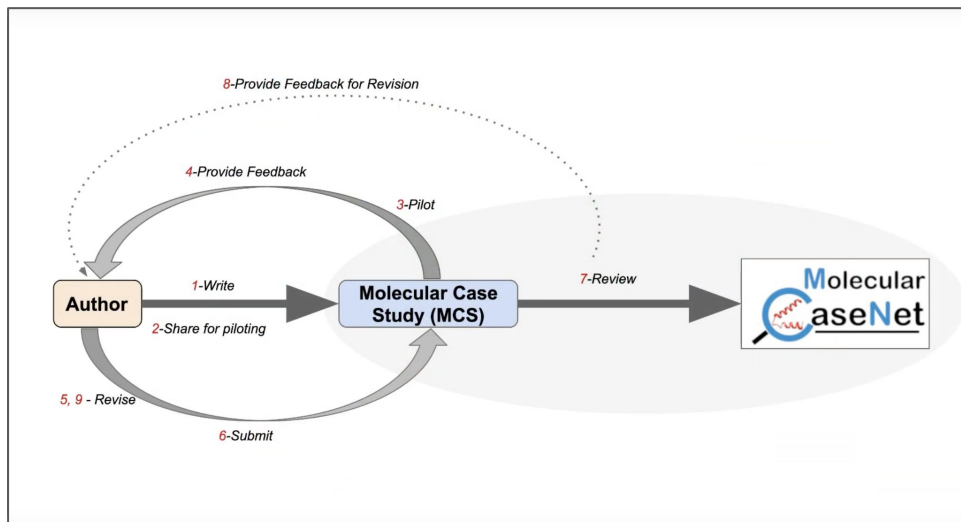 8-Provide Feedback for Revision
4-Provide Feedback
3-Pilot
7-Review
1-Write
Author
Molecular Case
Study (MCS)
2-Share for piloting
Molecular
CaseNet
5, 9 - Revise
6-Submit